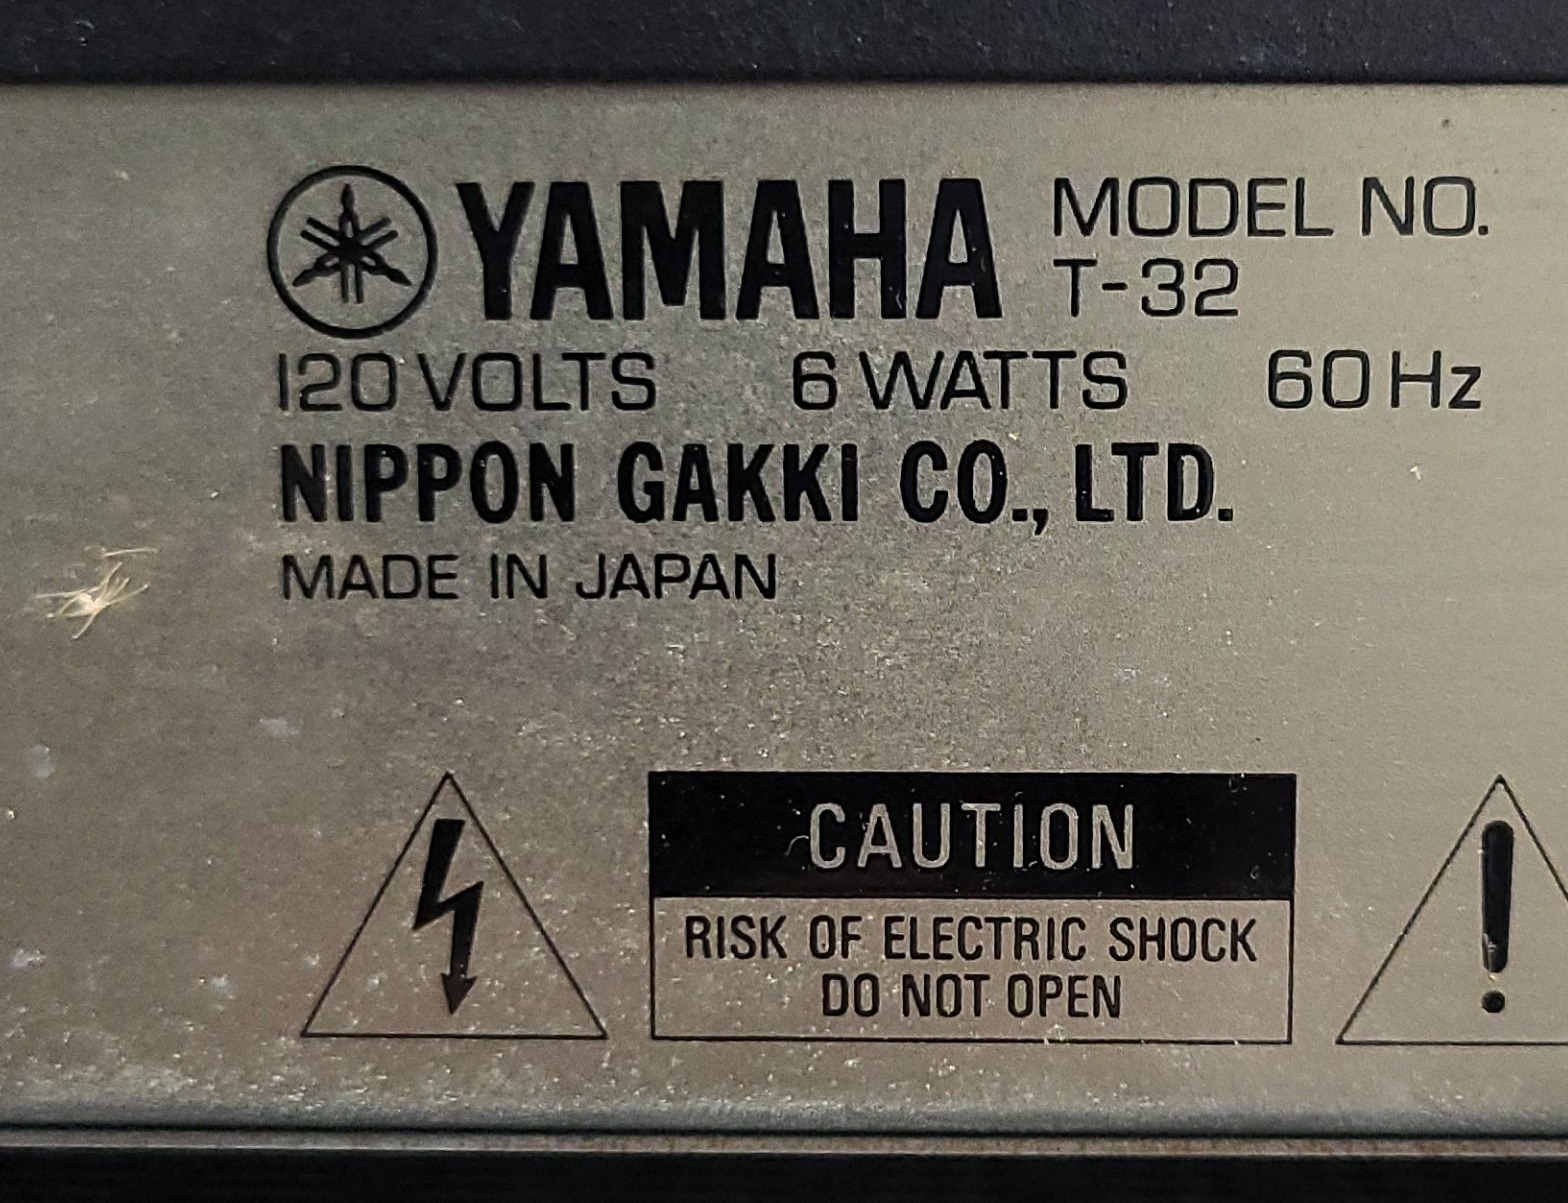 YAMAHA MODEL NO.
T-32
120 VOLTS 6 WATTS 60 Hz
NIPPON GAKKI CO., LTD.
MADE IN JAPAN
CAUTION
RISK OF ELECTRIC SHOCK
DO NOT OPEN
!